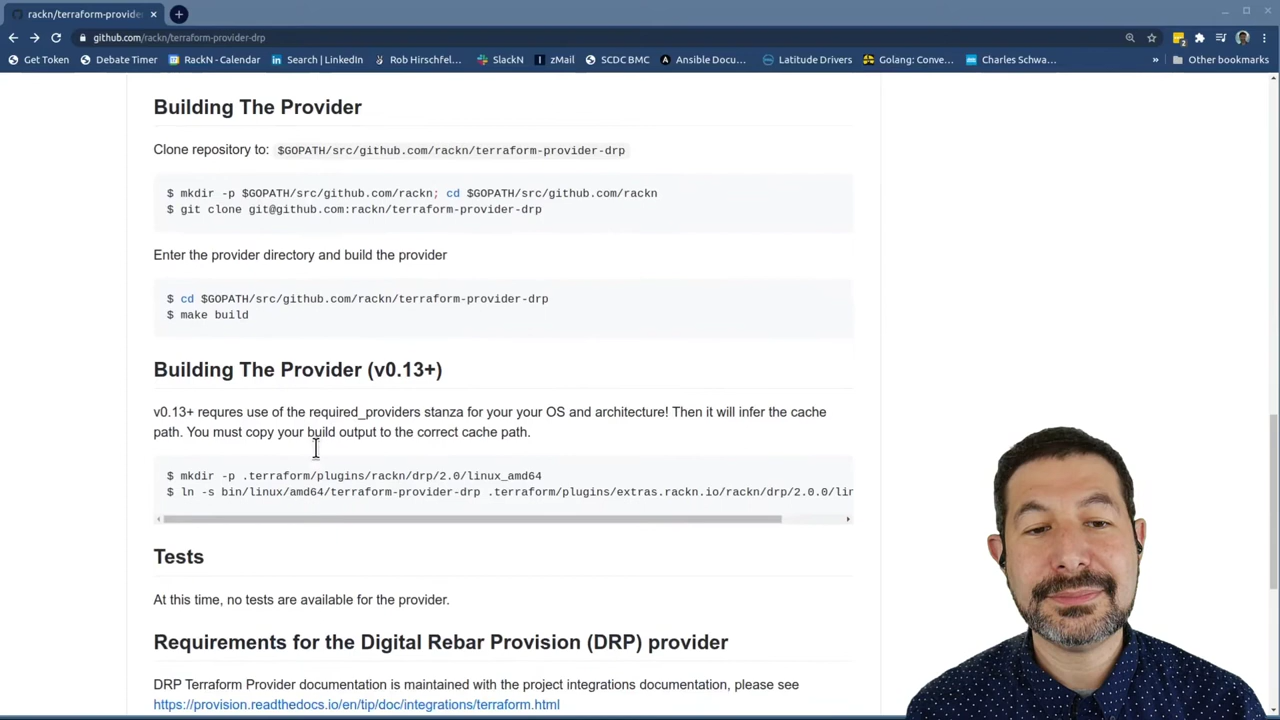 rackn/terraform-provide
github.com/rackn/terraform-provider-drp
Get Token
Debate Timer
RackN - Calendar
Search | LinkedIn
Rob Hirschfel...
SlackN
zMail
SCDC BMC
Ansible Docu...
Latitude Drivers
Golang: Conve...
Charles Schwa...
»
Other bookmarks
Building The Provider
Clone repository to: $GOPATH/src/github.com/rackn/terraform-provider-drp
$ mkdir -p $GOPATH/src/github.com/rackn; cd $GOPATH/src/github.com/rackn
$ git clone git@github.com:rackn/terraform-provider-drp
Enter the provider directory and build the provider
$ cd $GOPATH/src/github.com/rackn/terraform-provider-drp
$ make build
Building The Provider (v0.13+)
v0.13+ requres use of the required_providers stanza for your your OS and architecture! Then it will infer the cache
path. You must copy your build output to the correct cache path.
$ mkdir -p .terraform/plugins/rackn/drp/2.0/linux_amd64
$ ln -s bin/linux/amd64/terraform-provider-drp .terraform/plugins/extras.rackn.io/rackn/drp/2.0.0/lin
Tests
At this time, no tests are available for the provider.
Requirements for the Digital Rebar Provision (DRP) provider
DRP Terraform Provider documentation is maintained with the project integrations documentation, please see
https://provision.readthedocs.io/en/tip/doc/integrations/terraform.html